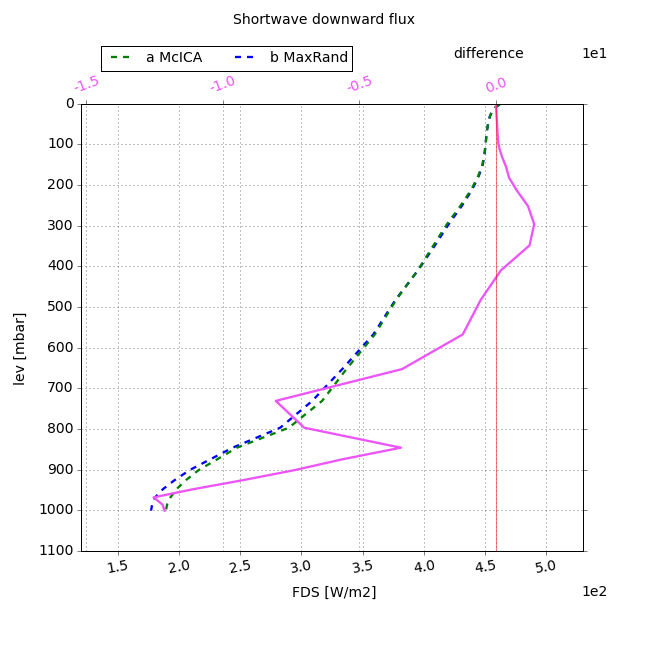 Shortwave downward flux
a McICA b MaxRand
difference 1e1
-1.5 -1.0 -0.5 0.0
0
100
200
300
400
500
600
700
800
900
1000
1100
lev [mbar]
1.5 2.0 2.5 3.0 3.5 4.0 4.5 5.0
FDS [W/m2] 1e2